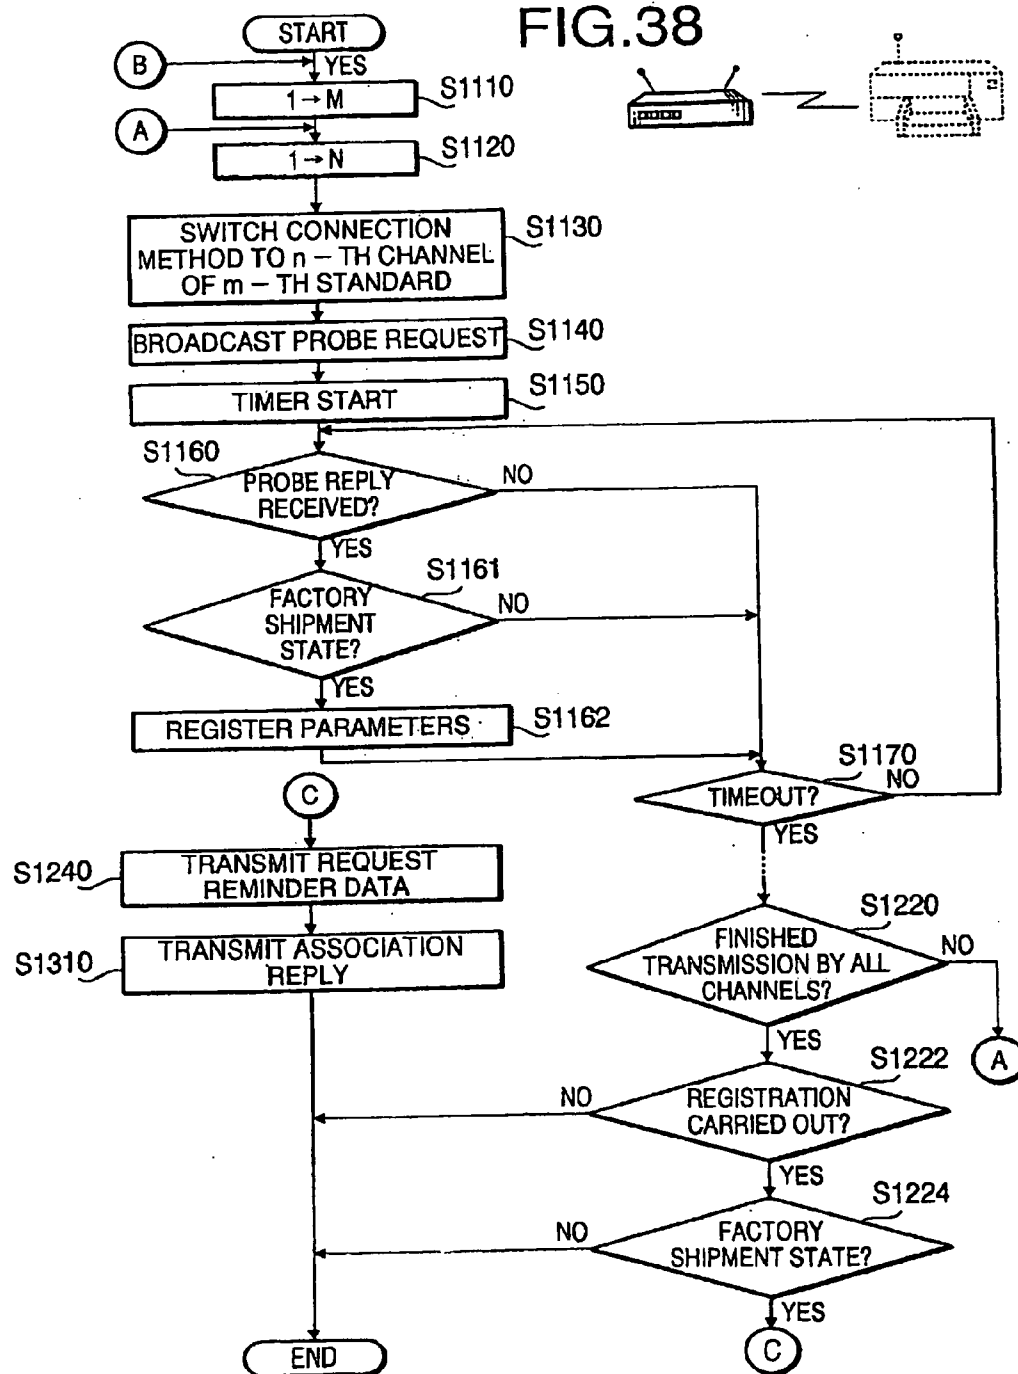 FIG.38
START
B
YES
1→M
S1110
A
1→N
S1120
SWITCH CONNECTION
METHOD TO n – TH CHANNEL
OF m – TH STANDARD
S1130
BROADCAST PROBE REQUEST
S1140
TIMER START
S1150
S1160
PROBE REPLY
RECEIVED?
NO
YES
S1161
FACTORY
SHIPMENT
STATE?
NO
YES
REGISTER PARAMETERS
S1162
S1170
TIMEOUT?
NO
YES
C
S1240
TRANSMIT REQUEST
REMINDER DATA
S1310
TRANSMIT ASSOCIATION
REPLY
S1220
FINISHED
TRANSMISSION BY ALL
CHANNELS?
NO
YES
A
S1222
REGISTRATION
CARRIED OUT?
NO
YES
S1224
FACTORY
SHIPMENT STATE?
NO
YES
C
END